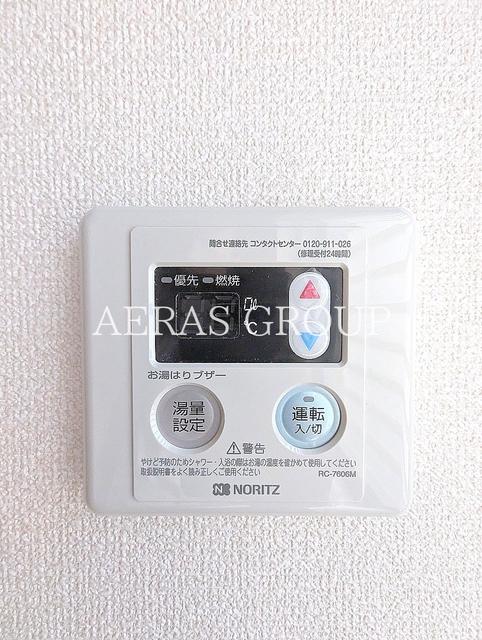 問合せ連絡先 コンタクトセンター 0120-911-026
(修理受付24時間)
優先 燃焼
AERAS GROUP
お湯はりブザー
湯量
設定
運転
入/切
警告
やけど予防のためシャワー・入浴の際はお湯の温度を確かめて使用してください
取扱説明書をよく読み正しくご使用ください
RC-7606M
NORITZ